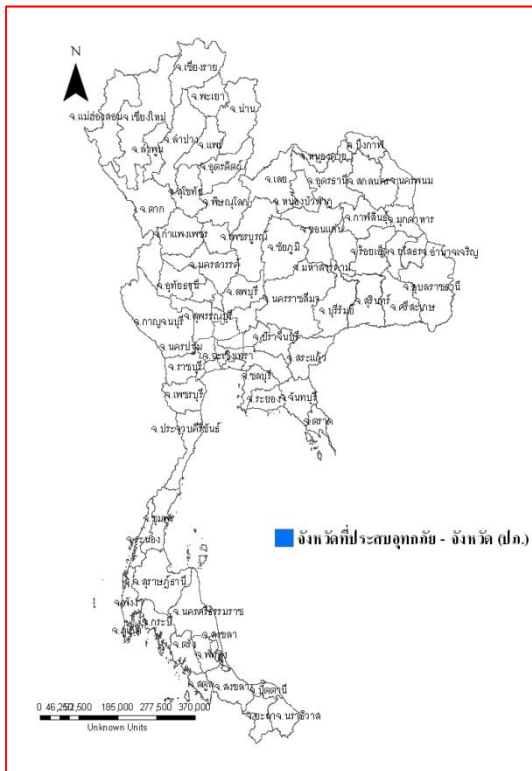 N
จ.เชียงราย
จ.พะเยา
จ.น่าน
จ.แม่ฮ่องสอน จ.เชียงใหม่
จ.ลำปาง จ.แพร่
จ.ลำพูน
จ.อุตรดิตถ์
จ.บึงกาฬ
จ.หนองคาย
จ.เลย จ.อุดรธานี จ.สกลนคร จ.นครพนม
จ.สุโขทัย
จ.ตาก จ.พิษณุโลก จ.หนองบัวลำภู
จ.กาฬสินธุ์ จ.มุกดาหาร
จ.กำแพงเพชร จ.เพชรบูรณ์ จ.ขอนแก่น
จ.ชัยภูมิ จ.ร้อยเอ็ด จ.ยโสธร จ.อำนาจเจริญ
จ.นครสวรรค์ จ.มหาสารคาม
จ.อุทัยธานี จ.ลพบุรี จ.นครราชสีมา จ.บุรีรัมย์ จ.สุรินทร์ จ.ศรีสะเกษ จ.อุบลราชธานี
จ.กาญจนบุรี จ.สุพรรณบุรี
จ.ปราจีนบุรี
จ.นครปฐม จ.ฉะเชิงเทรา จ.สระแก้ว
จ.ราชบุรี จ.ชลบุรี
จ.เพชรบุรี จ.ระยอง จ.จันทบุรี
จ.ตราด
จ.ประจวบคีรีขันธ์
จ.ชุมพร
จ.ระนอง
จังหวัดที่ประสบอุทกภัย - จังหวัด (ปภ.)
จ.สุราษฎ์ธานี
จ.พังงา
จ.นครศรีธรรมราช
จ.ภูเก็ต จ.กระบี่
จ.ตรัง จ.สงขลา
จ.พัทลุง
จ.สตูล จ.สงขลา จ.ปัตตานี
จ.ยะลา จ.นราธิวาส
0 46,250 92,500 185,000 277,500 370,000
Unknown Units